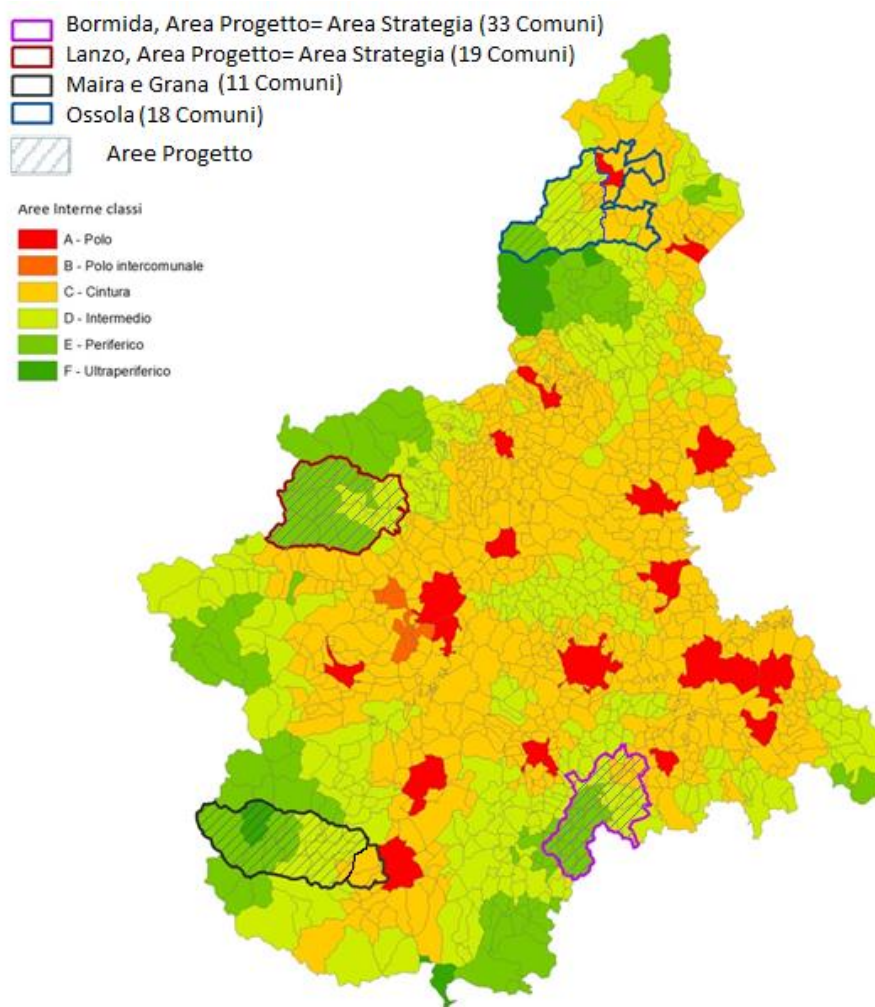 Bormida, Area Progetto= Area Strategia (33 Comuni)
Lanzo, Area Progetto= Area Strategia (19 Comuni)
Maira e Grana (11 Comuni)
Ossola (18 Comuni)
Aree Progetto
Aree Interne classi
A - Polo
B - Polo intercomunale
C - Cintura
D - Intermedio
E - Periferico
F - Ultraperiferico